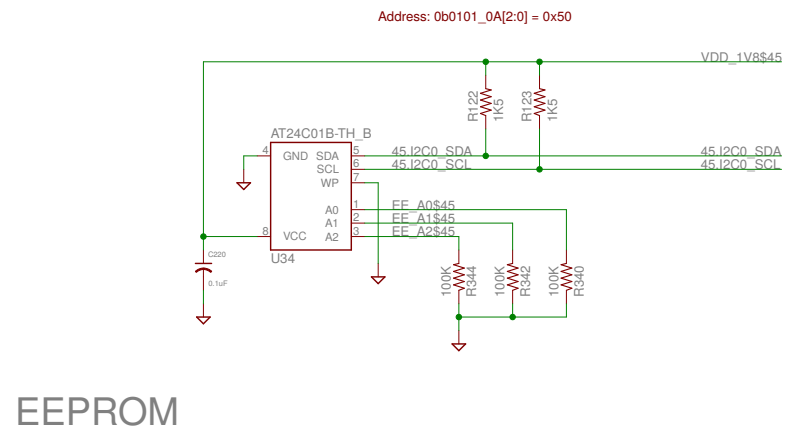 Address: 0b0101_0A[2:0] = 0x50
VDD_1V8$45
R122
1K5
R123
1K5
AT24C01B-TH_B
4
GND
SDA
5
45.I2C0_SDA
45.I2C0_SDA
SCL
6
45.I2C0_SCL
45.I2C0_SCL
WP
7
A0
1
EE_A0$45
A1
2
EE_A1$45
8
VCC
A2
3
EE_A2$45
U34
C220
0.1uF
100K
R344
100K
R342
100K
R340
EEPROM